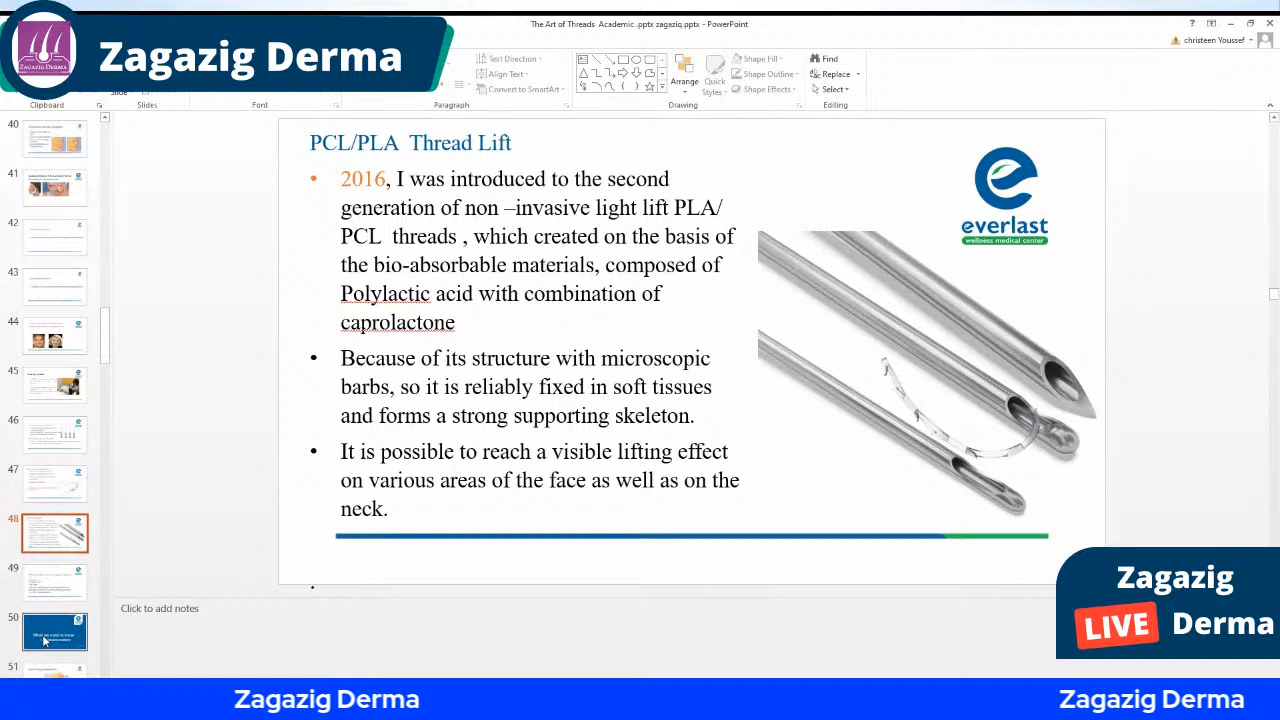 The Art of Threads Academic .pptx zagaziq.pptx - PowerPoint
christeen Youssef
Zagazig Derma
ZAGAZIG DERMA
Text Direction
Find
Align Text
Replace
Convert to SmartArt
Select
Arrange
Quick Styles
Shape Fill
Shape Outline
Shape Effects
Clipboard
Slides
Font
Paragraph
Drawing
Editing
40
41
42
43
44
45
46
47
48
49
50
51
PCL/PLA Thread Lift
• 2016, I was introduced to the second
generation of non –invasive light lift PLA/
PCL threads , which created on the basis of
the bio-absorbable materials, composed of
Polylactic acid with combination of
caprolactone
• Because of its structure with microscopic
barbs, so it is reliably fixed in soft tissues
and forms a strong supporting skeleton.
• It is possible to reach a visible lifting effect
on various areas of the face as well as on the
neck.
everlast
wellness medical center
Click to add notes
Zagazig
LIVE Derma
Zagazig Derma
Zagazig Derma